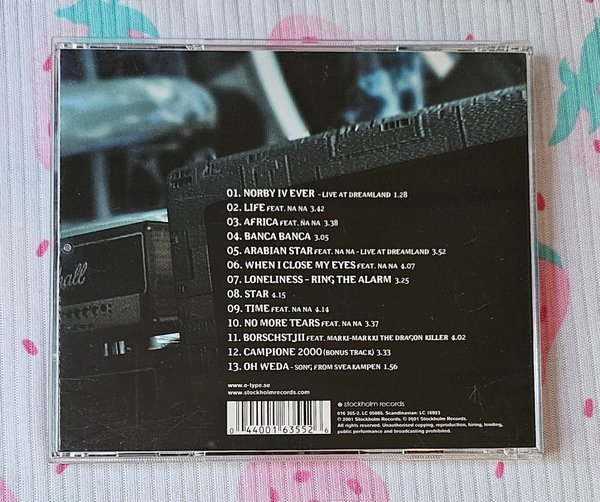 01. NORBY IV EVER - LIVE AT DREAMLAND 1.28
02. LIFE FEAT. NA NA 3.42
03. AFRICA FEAT. NA NA 3.38
04. BANCA BANCA 3.05
05. ARABIAN STAR FEAT. NA NA - LIVE AT DREAMLAND 3.52
06. WHEN I CLOSE MY EYES FEAT. NA NA 4.07
07. LONELINESS - RING THE ALARM 3.25
08. STAR 4.15
09. TIME FEAT. NA NA 4.14
10. NO MORE TEARS FEAT. NA NA 3.37
11. BORSCHSTJII FEAT. MARKI-MARKKI THE DRAGON KILLER 4.02
12. CAMPIONE 2000 (BONUS TRACK) 3.33
13. OH WEDA - SONG FROM SVEAKAMPEN 1.56
www.e-type.se
www.stockholmrecords.com
stockholm records
016 355-2, LC 05865. Scandinavian: LC 16923
℗ 2001 Stockholm Records. © 2001 Stockholm Records.
All rights reserved. Unauthorised copying, reproduction, hiring, lending,
public performance and broadcasting prohibited.
0 44001 63552 6